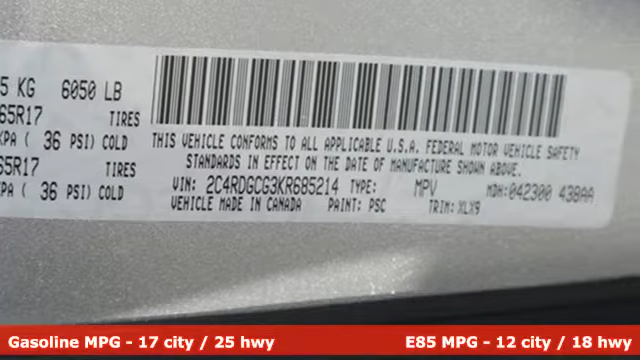 5 KG 6050 LB
65R17 TIRES
KPA ( 36 PSI) COLD
65R17 TIRES
PA ( 36 PSI) COLD
THIS VEHICLE CONFORMS TO ALL APPLICABLE U.S.A. FEDERAL MOTOR VEHICLE SAFETY
STANDARDS IN EFFECT ON THE DATE OF MANUFACTURE SHOWN ABOVE.
VIN: 2C4RDGCG3KR685214 TYPE: MPV MDH:042300 438AA
VEHICLE MADE IN CANADA PAINT: PSC TRIM:XLX9
Gasoline MPG - 17 city / 25 hwy
E85 MPG - 12 city / 18 hwy